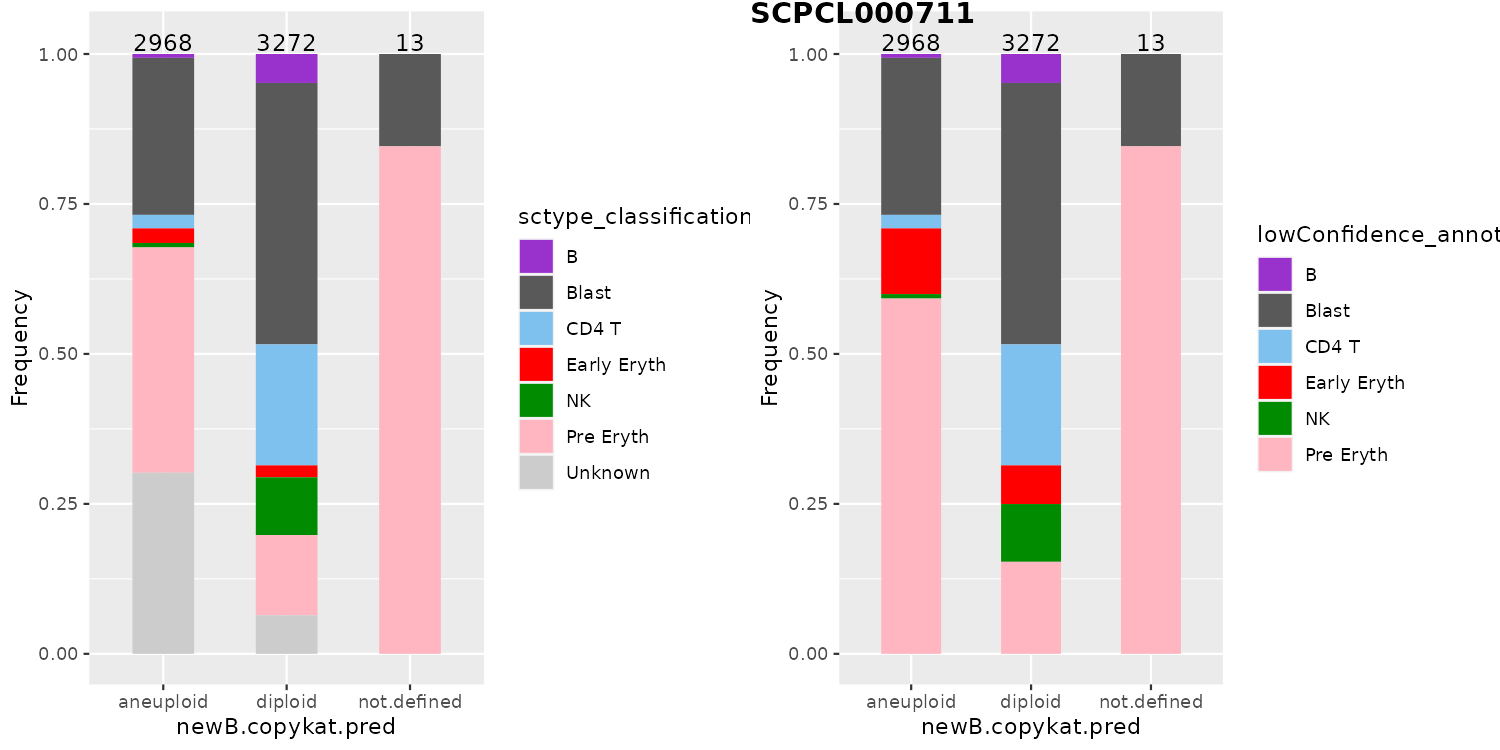 SCPCL000711
2968 3272 13
1.00
0.75
0.50
0.25
0.00
Frequency
aneuploid diploid not.defined
newB.copykat.pred
sctype_classification
B
Blast
CD4 T
Early Eryth
NK
Pre Eryth
Unknown
2968 3272 13
1.00
0.75
0.50
0.25
0.00
Frequency
aneuploid diploid not.defined
newB.copykat.pred
lowConfidence_annot
B
Blast
CD4 T
Early Eryth
NK
Pre Eryth